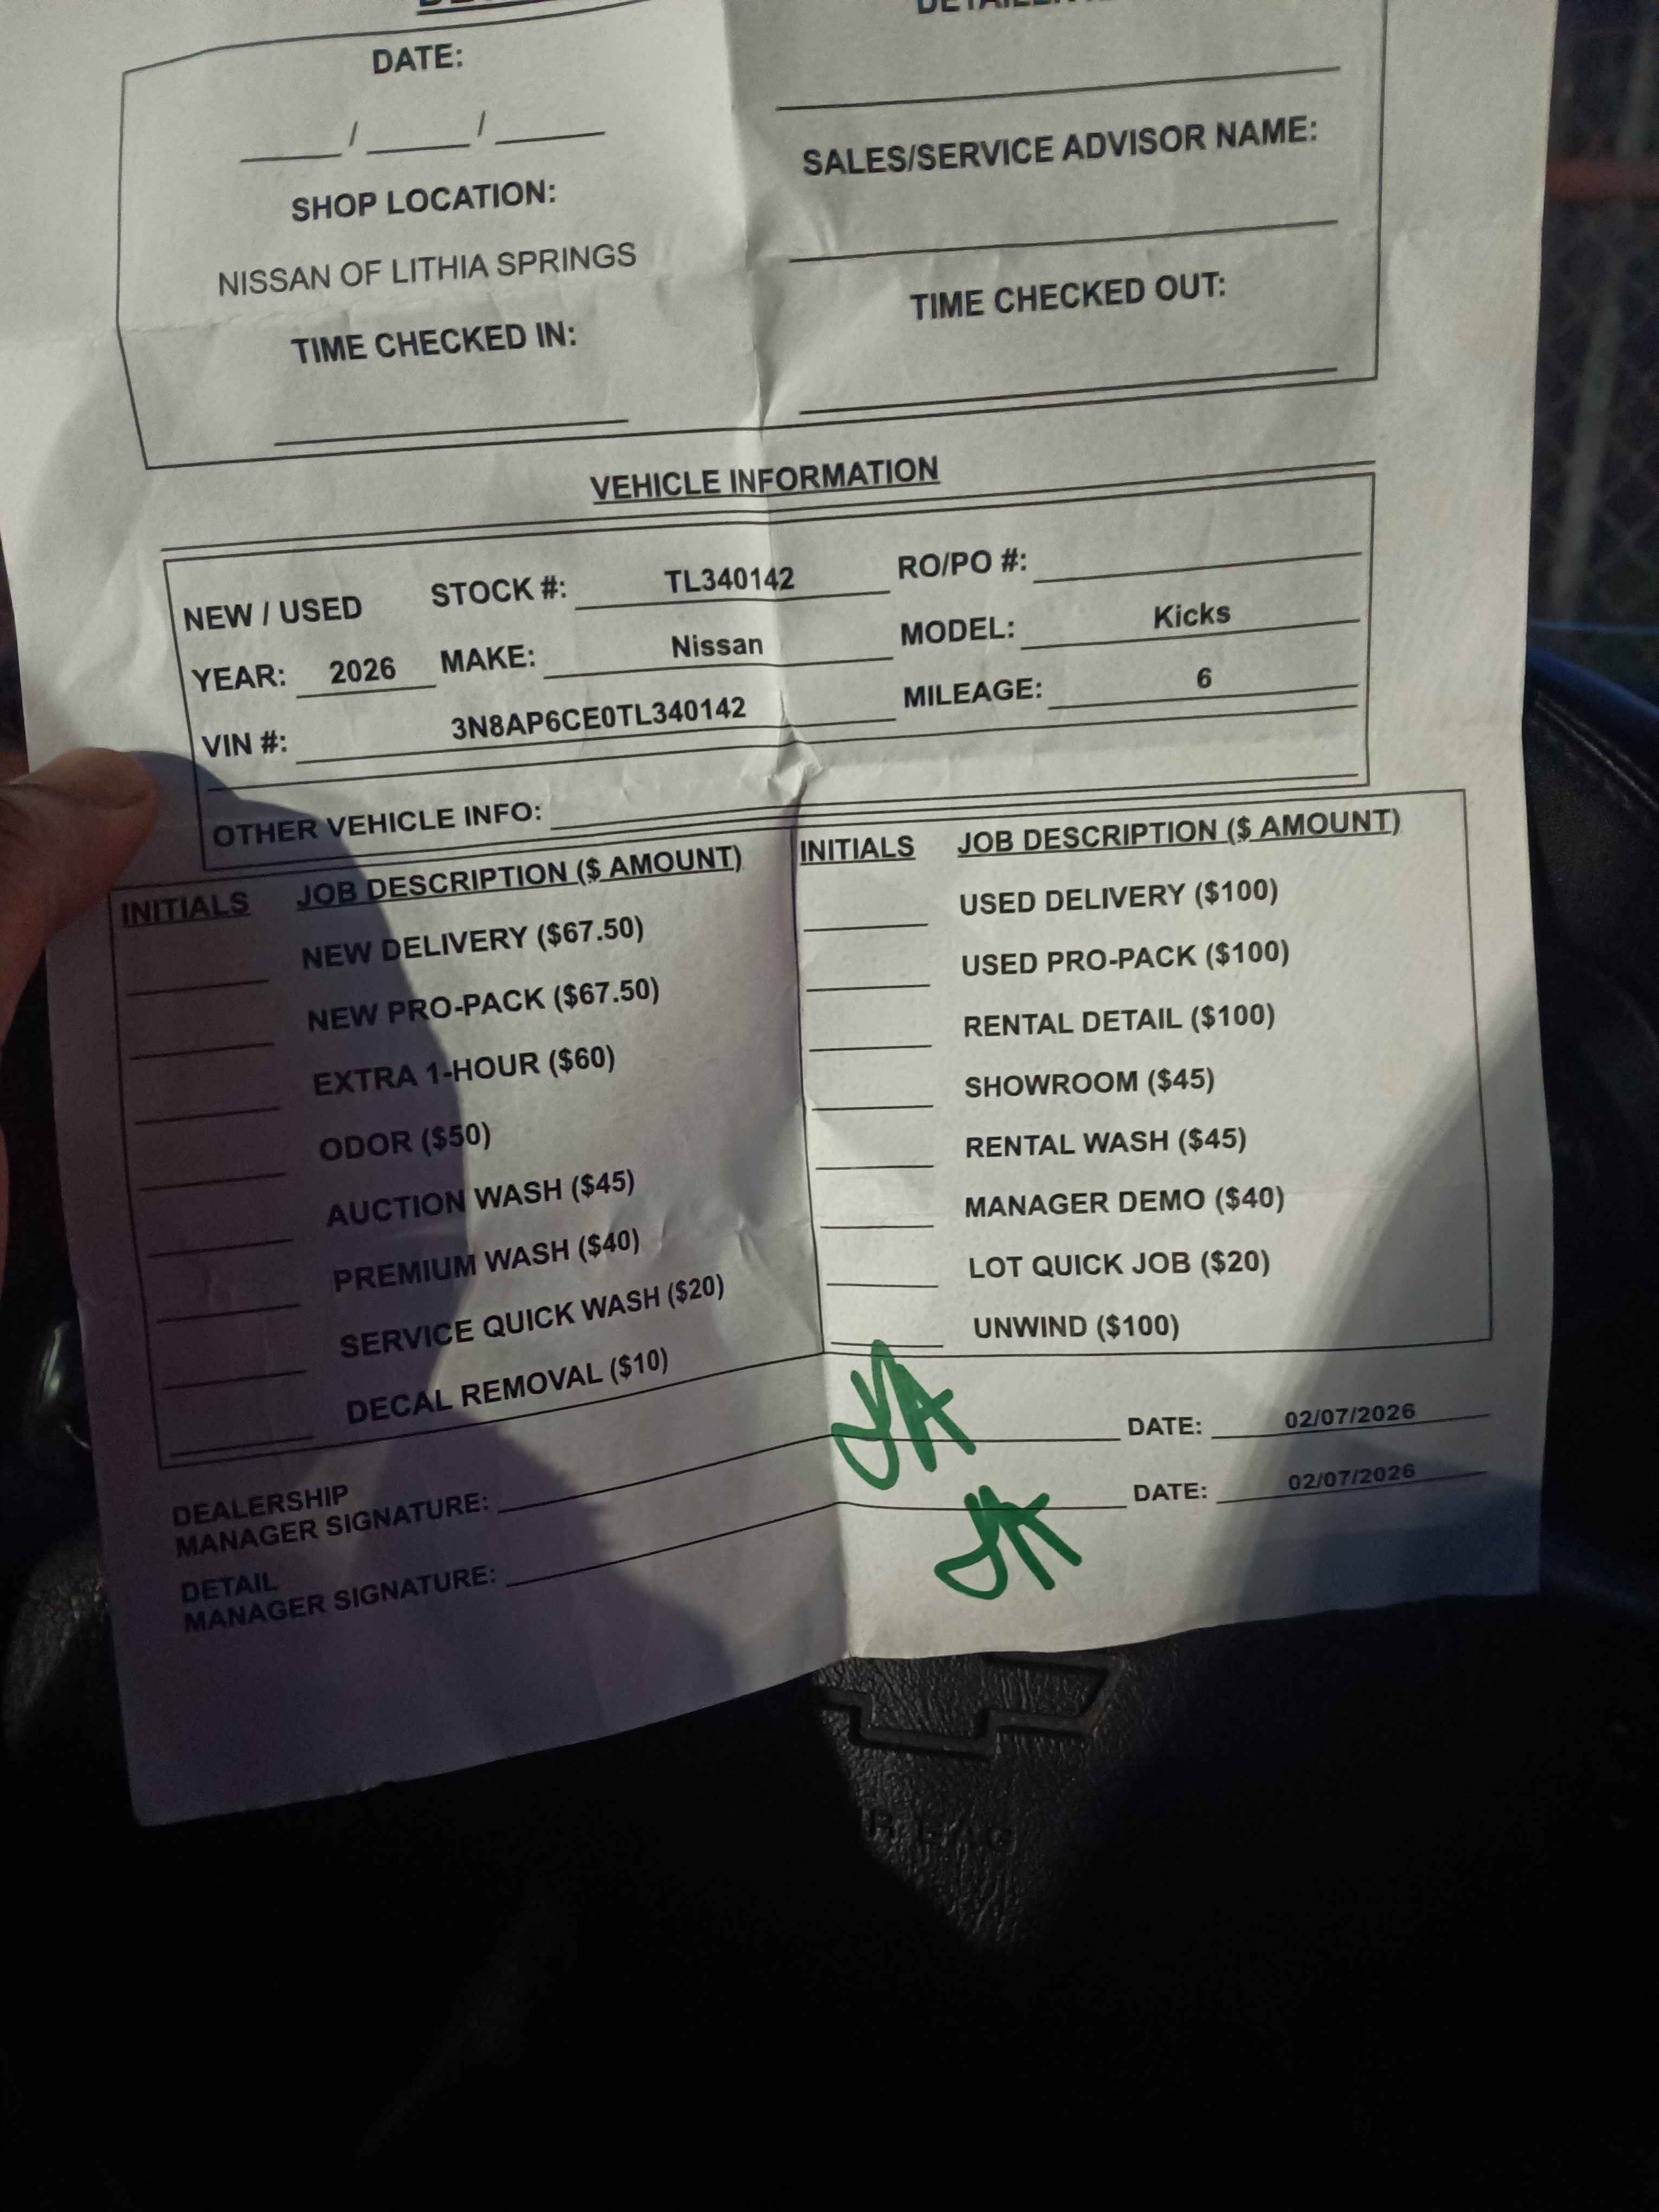 DATE:
____/____/____
SALES/SERVICE ADVISOR NAME:
SHOP LOCATION:
NISSAN OF LITHIA SPRINGS
TIME CHECKED IN:
TIME CHECKED OUT:
VEHICLE INFORMATION
NEW / USED STOCK #: TL340142 RO/PO #:
YEAR: 2026 MAKE: Nissan MODEL: Kicks
VIN #: 3N8AP6CE0TL340142 MILEAGE: 6
OTHER VEHICLE INFO:
INITIALS JOB DESCRIPTION ($ AMOUNT)
NEW DELIVERY ($67.50)
NEW PRO-PACK ($67.50)
EXTRA 1-HOUR ($60)
ODOR ($50)
AUCTION WASH ($45)
PREMIUM WASH ($40)
SERVICE QUICK WASH ($20)
DECAL REMOVAL ($10)
INITIALS JOB DESCRIPTION ($ AMOUNT)
USED DELIVERY ($100)
USED PRO-PACK ($100)
RENTAL DETAIL ($100)
SHOWROOM ($45)
RENTAL WASH ($45)
MANAGER DEMO ($40)
LOT QUICK JOB ($20)
UNWIND ($100)
DEALERSHIP
MANAGER SIGNATURE: DATE: 02/07/2026
DETAIL
MANAGER SIGNATURE: DATE: 02/07/2026